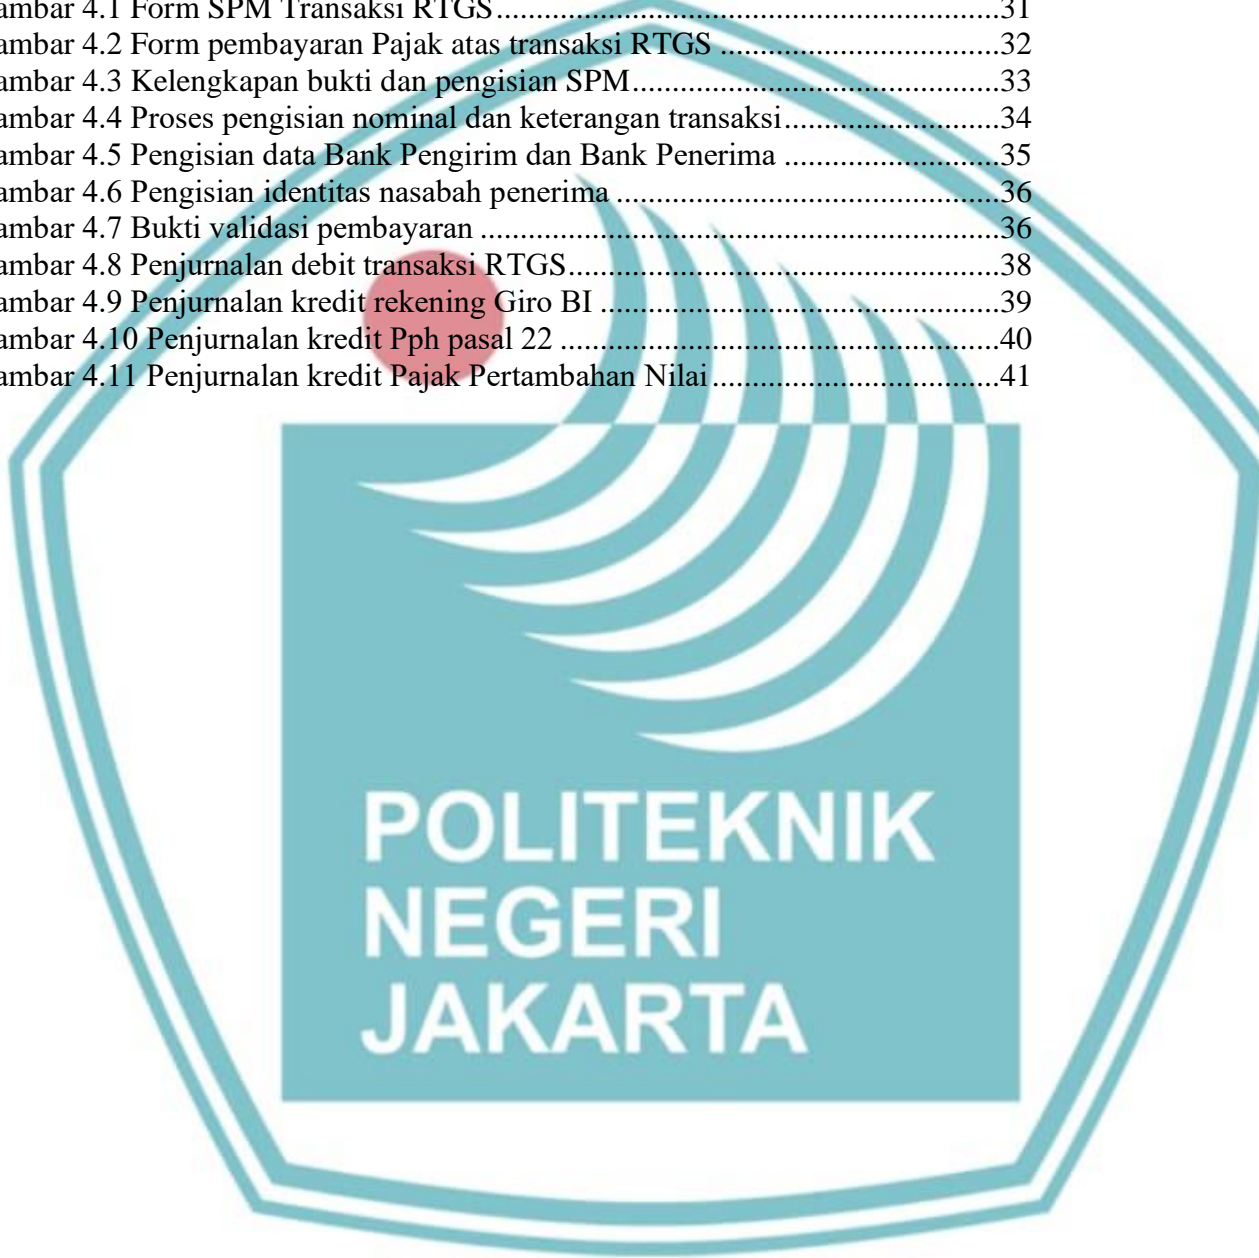 ambar 4.1 Form SPM Transaksi RTGS....................................................................31
ambar 4.2 Form pembayaran Pajak atas transaksi RTGS .......................................32
ambar 4.3 Kelengkapan bukti dan pengisian SPM..................................................33
ambar 4.4 Proses pengisian nominal dan keterangan transaksi...............................34
ambar 4.5 Pengisian data Bank Pengirim dan Bank Penerima ...............................35
ambar 4.6 Pengisian identitas nasabah penerima ....................................................36
ambar 4.7 Bukti validasi pembayaran .....................................................................36
ambar 4.8 Penjurnalan debit transaksi RTGS..........................................................38
ambar 4.9 Penjurnalan kredit rekening Giro BI ......................................................39
ambar 4.10 Penjurnalan kredit Pph pasal 22 ...........................................................40
ambar 4.11 Penjurnalan kredit Pajak Pertambahan Nilai........................................41
POLITEKNIK
NEGERI
JAKARTA